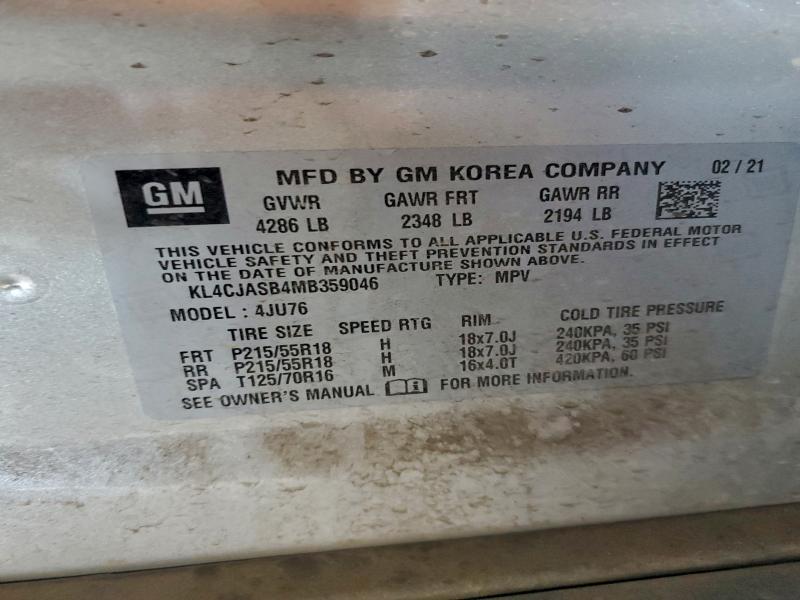 GM MFD BY GM KOREA COMPANY 02 / 21
GVWR GAWR FRT GAWR RR
4286 LB 2348 LB 2194 LB
THIS VEHICLE CONFORMS TO ALL APPLICABLE U.S. FEDERAL MOTOR
VEHICLE SAFETY AND THEFT PREVENTION STANDARDS IN EFFECT
ON THE DATE OF MANUFACTURE SHOWN ABOVE.
KL4CJASB4MB359046 TYPE: MPV
MODEL : 4JU76
TIRE SIZE SPEED RTG RIM COLD TIRE PRESSURE
FRT P215/55R18 H 18x7.0J 240KPA, 35 PSI
RR P215/55R18 H 18x7.0J 240KPA, 35 PSI
SPA T125/70R16 M 16x4.0T 420KPA, 60 PSI
SEE OWNER'S MANUAL FOR MORE INFORMATION.